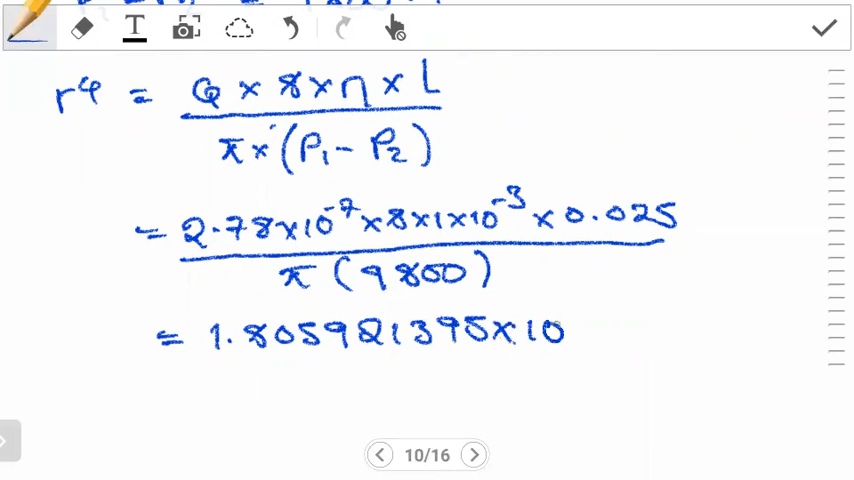 T
r⁴ = Q × 8 × η × L
π × (P₁ - P₂)
= 2.78×10⁻⁷ × 8×1×10⁻³ × 0.025
π (9800)
= 1.805921395×10
10/16